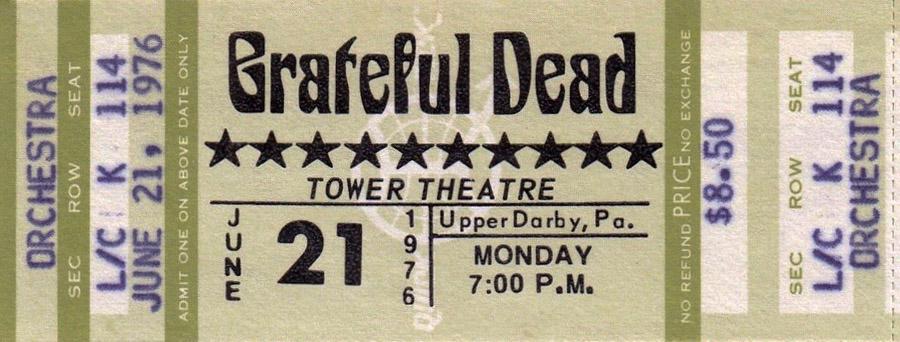 ORCHESTRA
SEC ROW SEAT
L/C K 114
JUNE 21, 1976
ADMIT ONE ON ABOVE DATE ONLY
Grateful Dead
TOWER THEATRE
JUNE
21
1976
Upper Darby, Pa.
MONDAY
7:00 P.M.
NO REFUND PRICE NO EXCHANGE
$8.50
SEC ROW SEAT
L/C K 114
ORCHESTRA